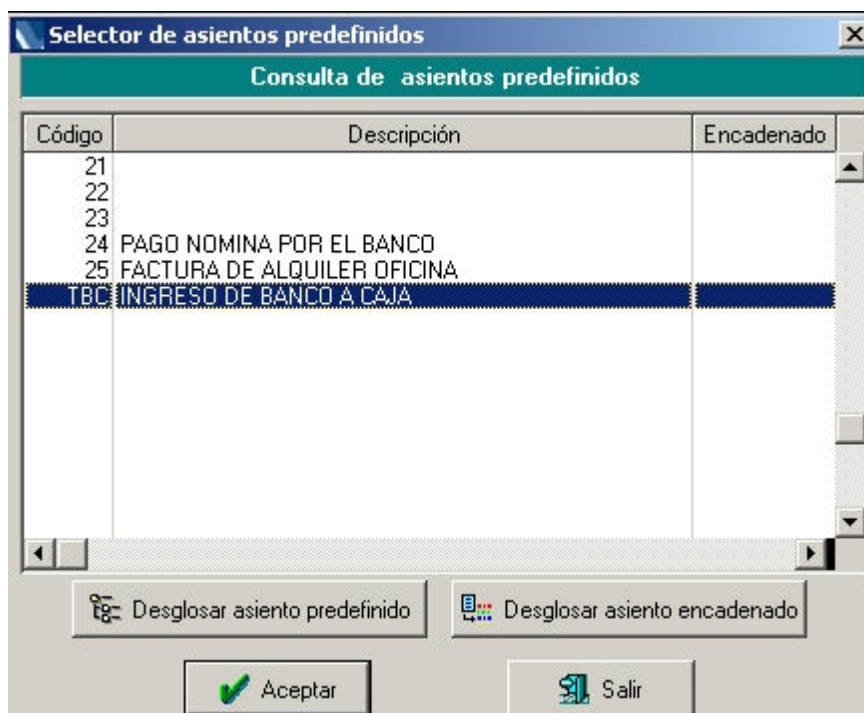 Selector de asientos predefinidos
Consulta de asientos predefinidos
Código Descripción Encadenado
21
22
23
24 PAGO NOMINA POR EL BANCO
25 FACTURA DE ALQUILER OFICINA
TBC INGRESO DE BANCO A CAJA
Desglosar asiento predefinido Desglosar asiento encadenado
Aceptar Salir